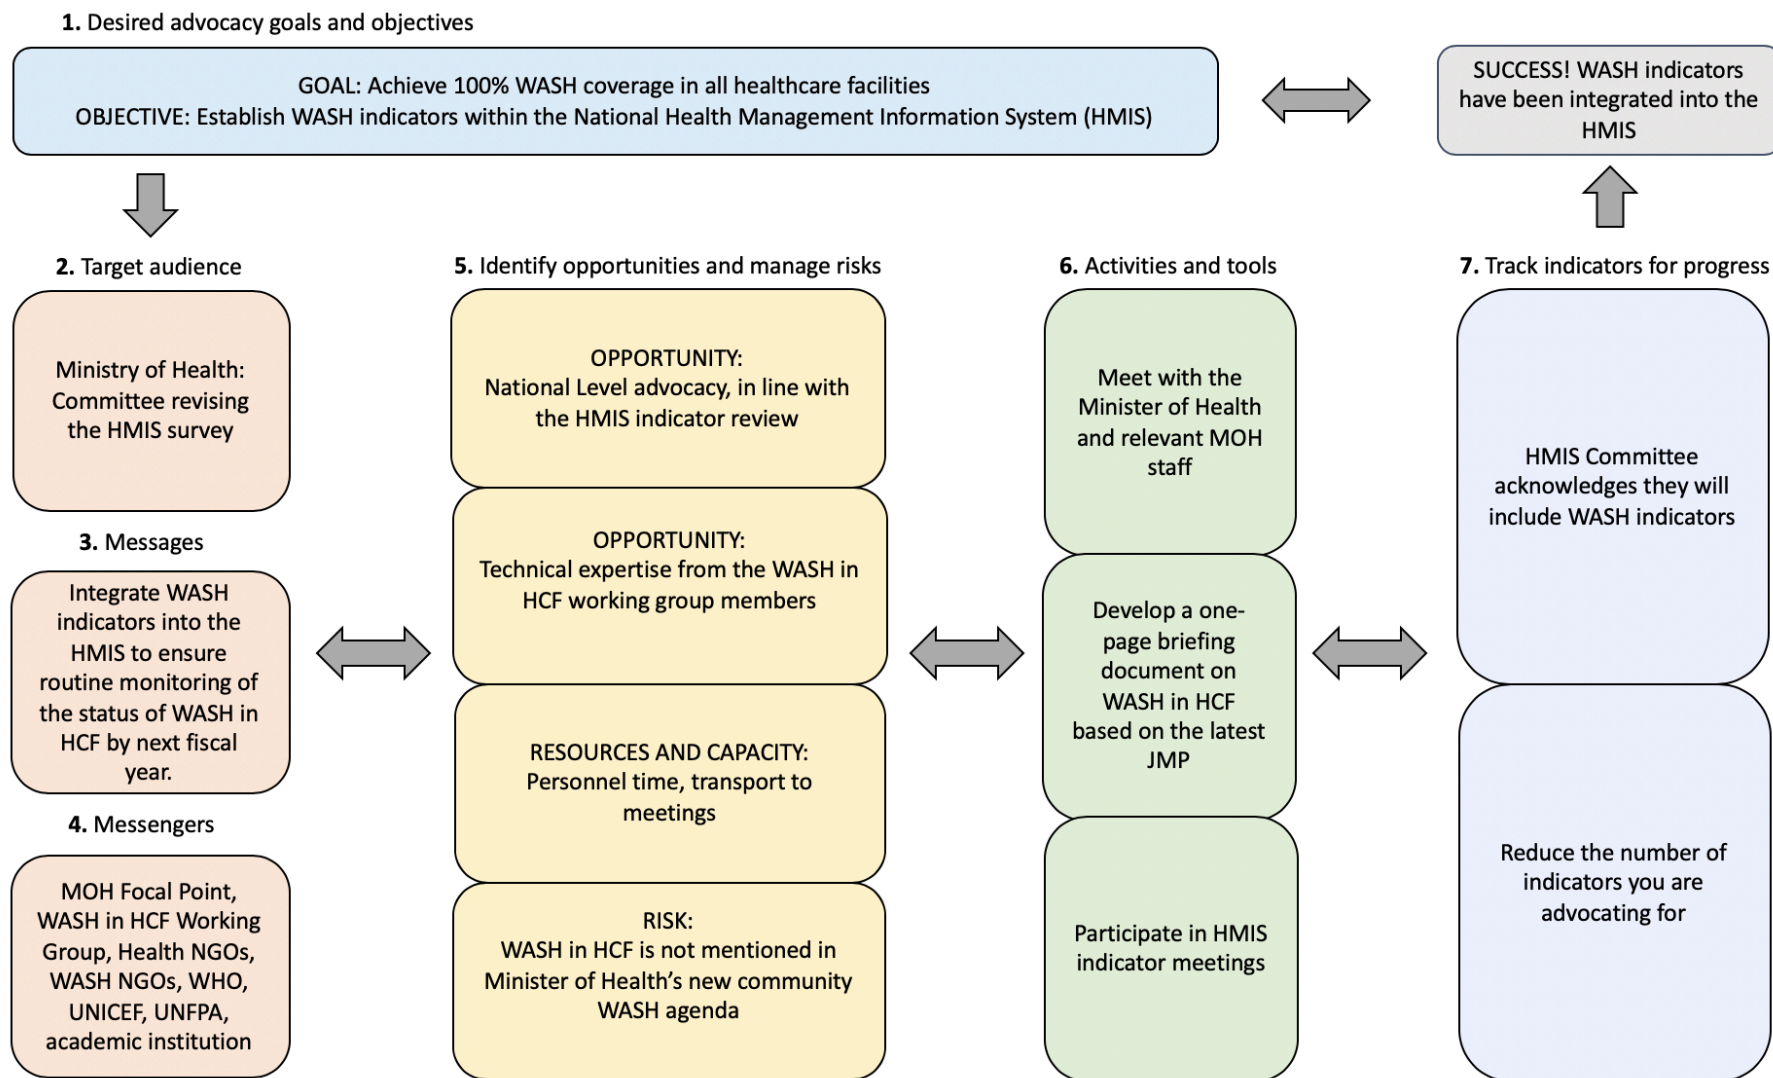 1. Desired advocacy goals and objectives
GOAL: Achieve 100% WASH coverage in all healthcare facilities
OBJECTIVE: Establish WASH indicators within the National Health Management Information System (HMIS)
SUCCESS! WASH indicators
have been integrated into the
HMIS
2. Target audience
Ministry of Health:
Committee revising
the HMIS survey
3. Messages
Integrate WASH
indicators into the
HMIS to ensure
routine monitoring of
the status of WASH in
HCF by next fiscal
year.
4. Messengers
MOH Focal Point,
WASH in HCF Working
Group, Health NGOs,
WASH NGOs, WHO,
UNICEF, UNFPA,
academic institution
5. Identify opportunities and manage risks
OPPORTUNITY:
National Level advocacy, in line with
the HMIS indicator review
OPPORTUNITY:
Technical expertise from the WASH in
HCF working group members
RESOURCES AND CAPACITY:
Personnel time, transport to
meetings
RISK:
WASH in HCF is not mentioned in
Minister of Health’s new community
WASH agenda
6. Activities and tools
Meet with the
Minister of Health
and relevant MOH
staff
Develop a one-
page briefing
document on
WASH in HCF
based on the latest
JMP
Participate in HMIS
indicator meetings
7. Track indicators for progress
HMIS Committee
acknowledges they will
include WASH indicators
Reduce the number of
indicators you are
advocating for